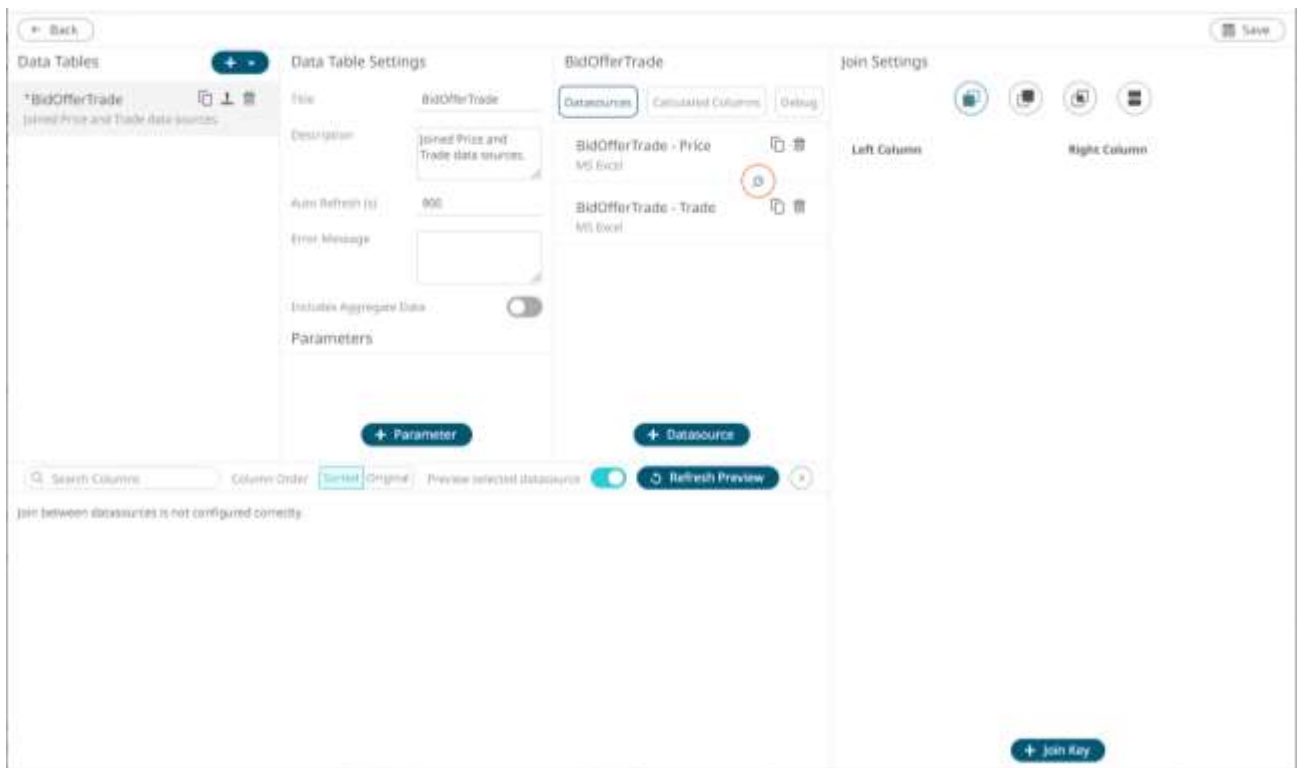 ← Back
Save
Data Tables
*BidOfferTrade
Joined Price and Trade data sources.
Data Table Settings
Title
BidOfferTrade
Description
Joined Price and
Trade data sources.
Auto Refresh (s)
900
Error Message
Includes Aggregate Data
Parameters
+ Parameter
BidOfferTrade
Datasources
Calculated Columns
Debug
BidOfferTrade - Price
MS Excel
BidOfferTrade - Trade
MS Excel
+ Datasource
Join Settings
Left Column
Right Column
+ Join Key
Search Columns
Column Order
Sorted
Original
Preview selected datasource
Refresh Preview
Join between datasources is not configured correctly.